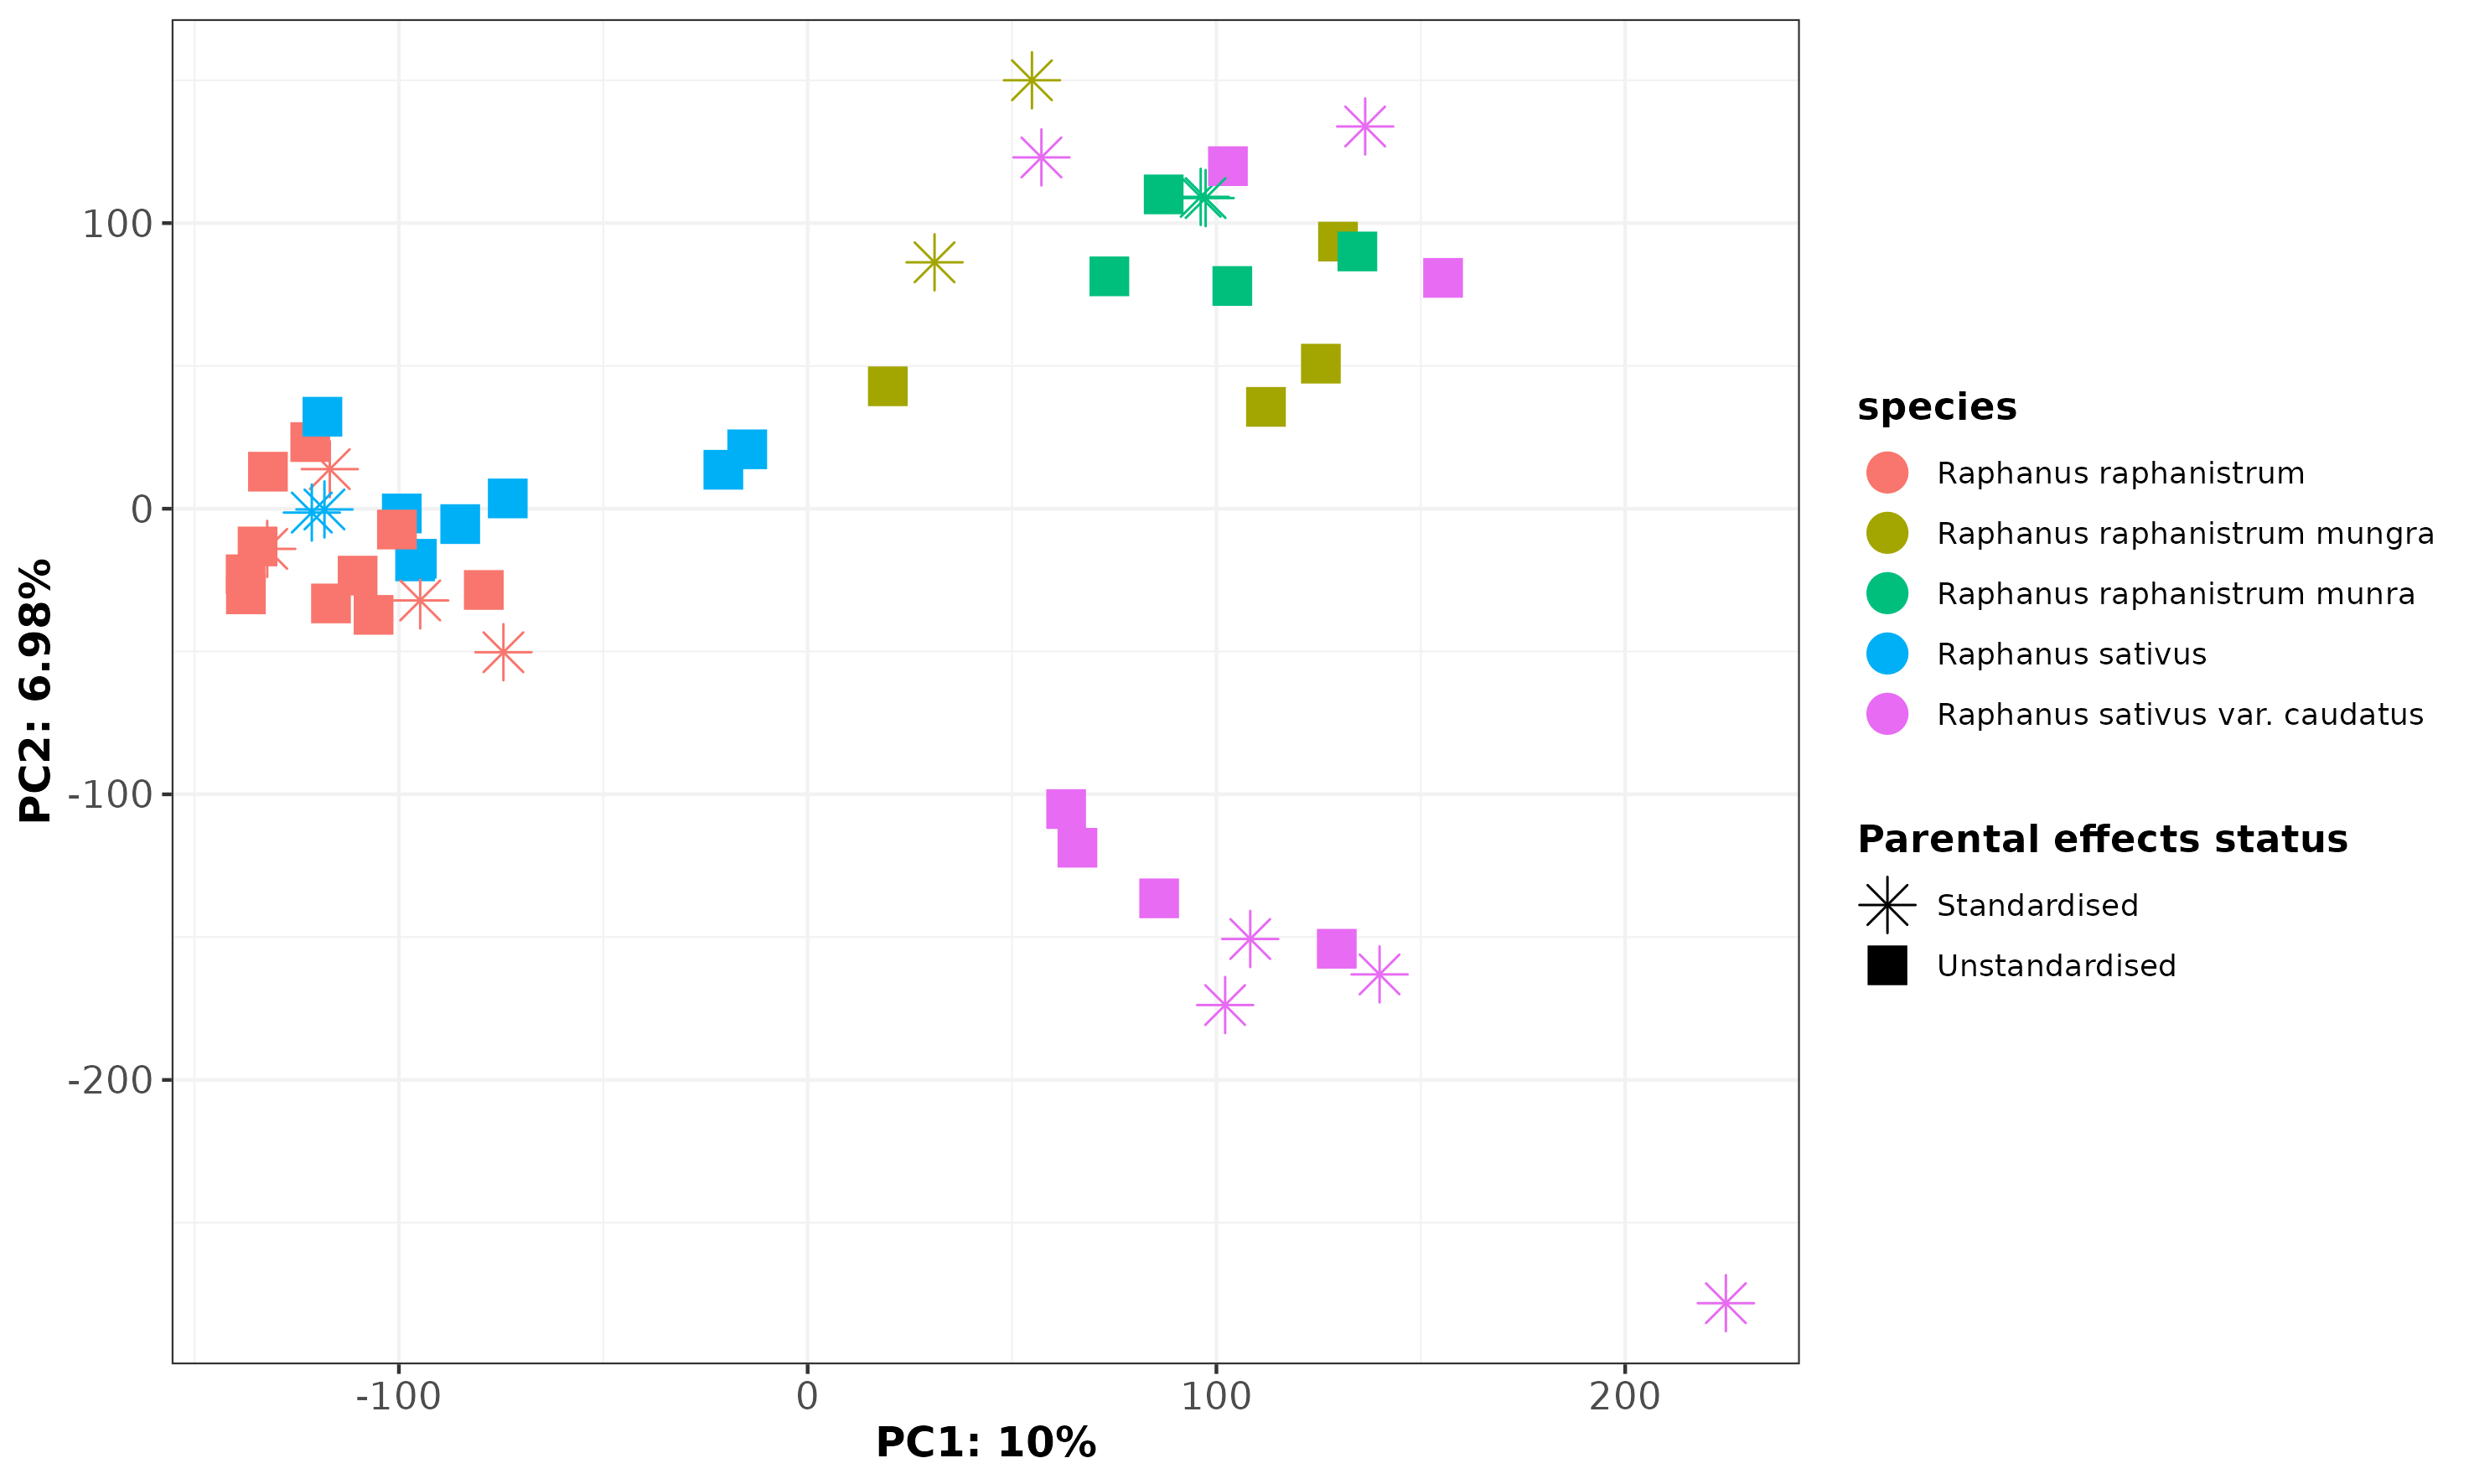 100
0
-100
-200
PC2: 6.98%
-100 0 100 200
PC1: 10%
species
Raphanus raphanistrum
Raphanus raphanistrum mungra
Raphanus raphanistrum munra
Raphanus sativus
Raphanus sativus var. caudatus
Parental effects status
Standardised
Unstandardised